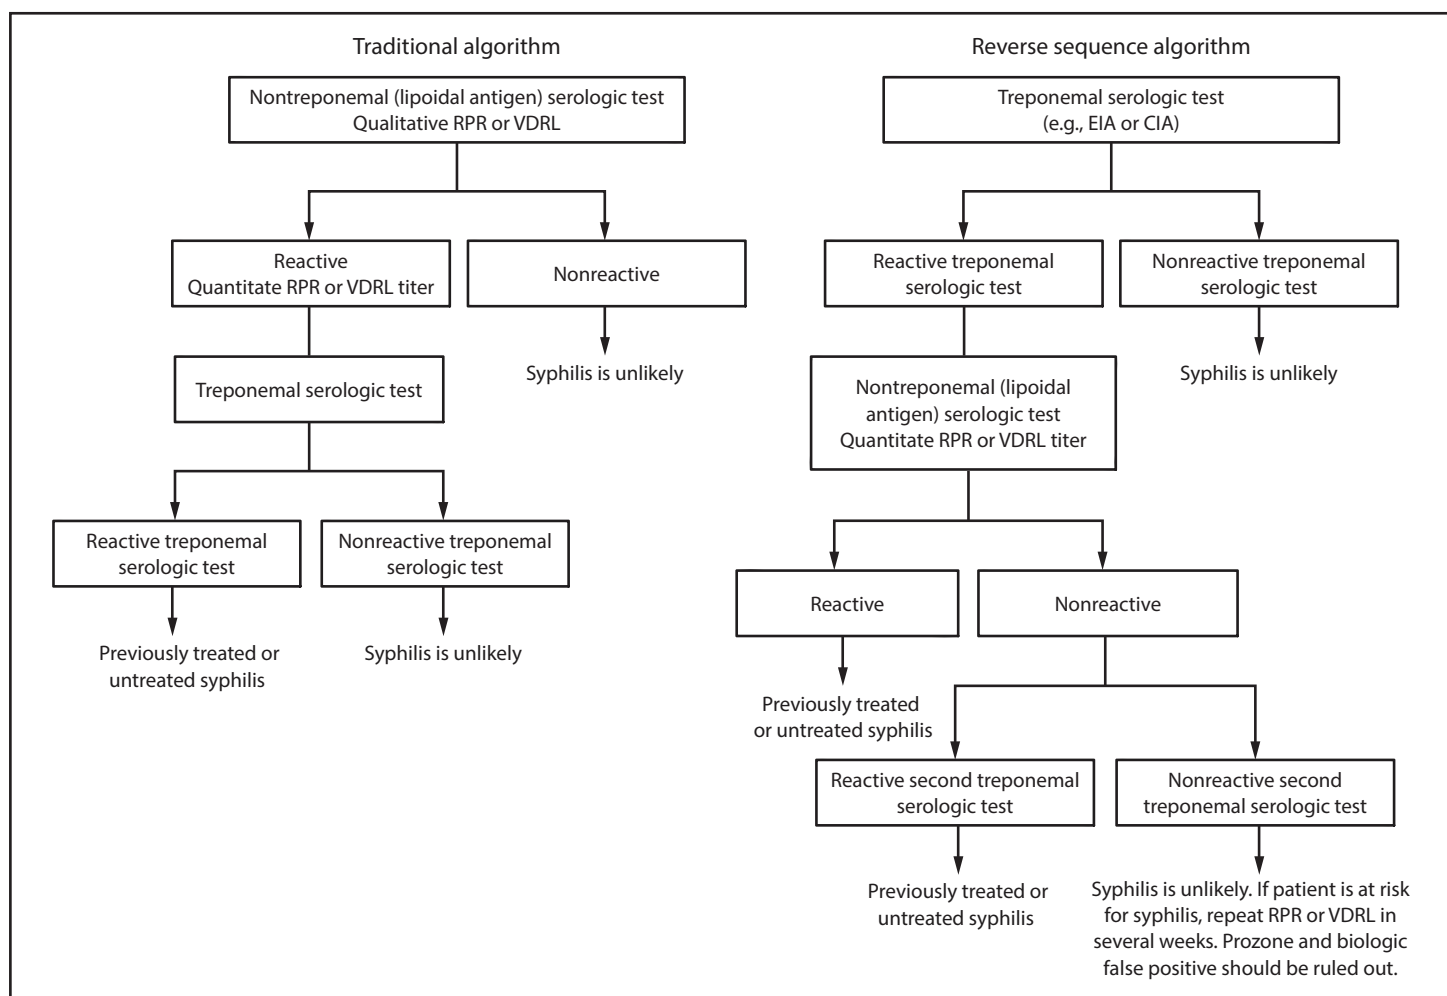 Traditional algorithm
Nontreponemal (lipoidal antigen) serologic test
Qualitative RPR or VDRL
Reactive
Quantitate RPR or VDRL titer
Nonreactive
Treponemal serologic test
Syphilis is unlikely
Reactive treponemal
serologic test
Nonreactive treponemal
serologic test
Previously treated or
untreated syphilis
Syphilis is unlikely
Reverse sequence algorithm
Treponemal serologic test
(e.g., EIA or CIA)
Reactive treponemal
serologic test
Nonreactive treponemal
serologic test
Syphilis is unlikely
Nontreponemal (lipoidal
antigen) serologic test
Quantitate RPR or VDRL titer
Reactive
Nonreactive
Previously treated
or untreated syphilis
Reactive second treponemal
serologic test
Nonreactive second
treponemal serologic test
Previously treated or
untreated syphilis
Syphilis is unlikely. If patient is at risk
for syphilis, repeat RPR or VDRL in
several weeks. Prozone and biologic
false positive should be ruled out.